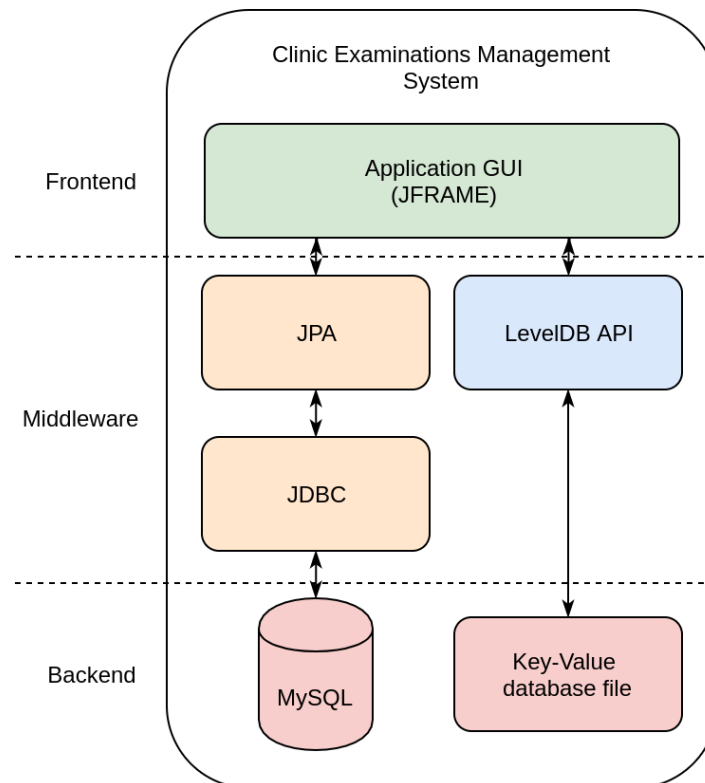 Clinic Examinations Management
System
Frontend
Application GUI
(JFRAME)
JPA
LevelDB API
Middleware
JDBC
Backend
MySQL
Key-Value
database file